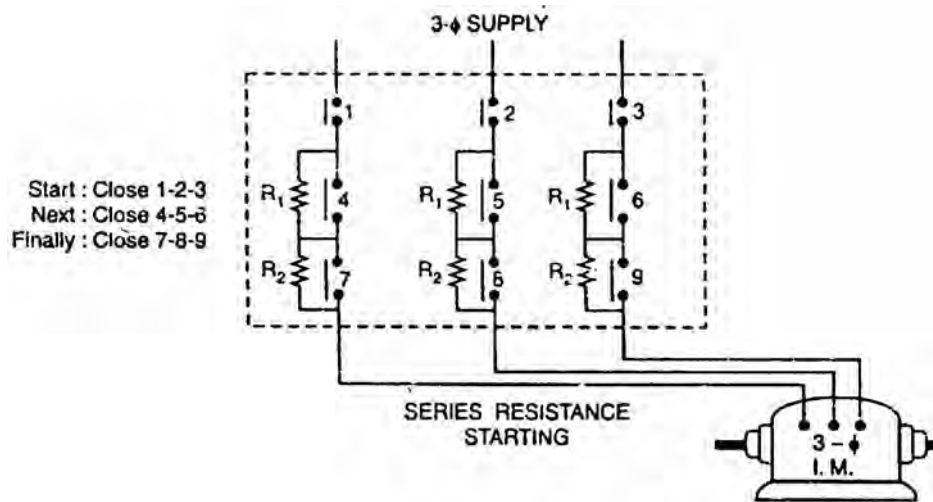 3-ϕ SUPPLY
1 2 3
Start : Close 1-2-3
Next : Close 4-5-6
Finally : Close 7-8-9
R₁ 4 R₁ 5 R₁ 6
R₂ 7 R₂ 8 R₂ 9
SERIES RESISTANCE
STARTING
3 – ϕ
I. M.